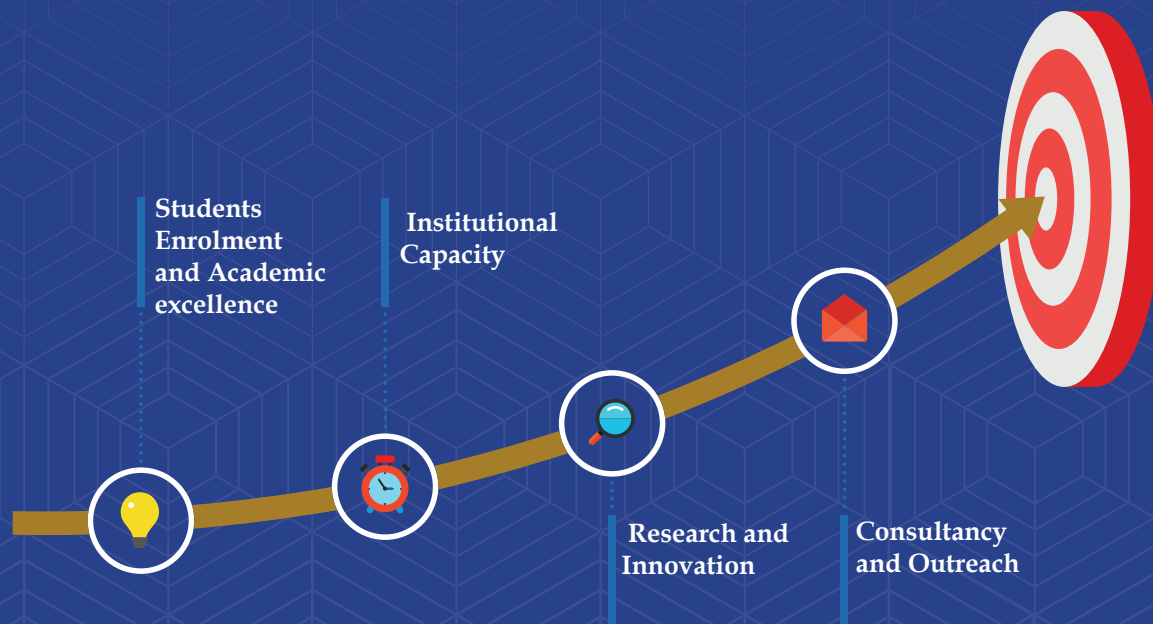 Students
Enrolment
and Academic
excellence
Institutional
Capacity
Research and
Innovation
Consultancy
and Outreach